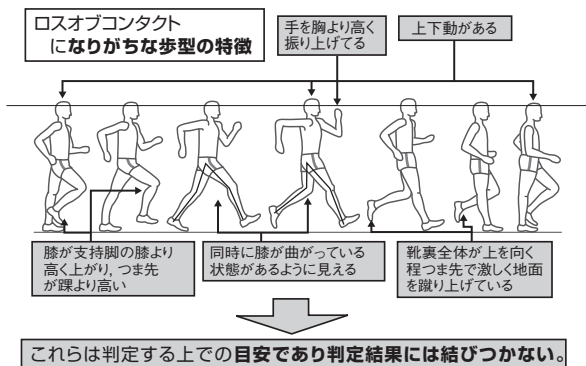 ロスオブコンタクト
になりがちな歩型の特徴
手を胸より高く
振り上げてる
上下動がある
膝が支持脚の膝より
高く上がり，つま先
が踝より高い
同時に膝が曲がっている
状態があるように見える
靴裏全体が上を向く
程つま先で激しく地面
を蹴り上げている
これらは判定する上での目安であり判定結果には結びつかない。